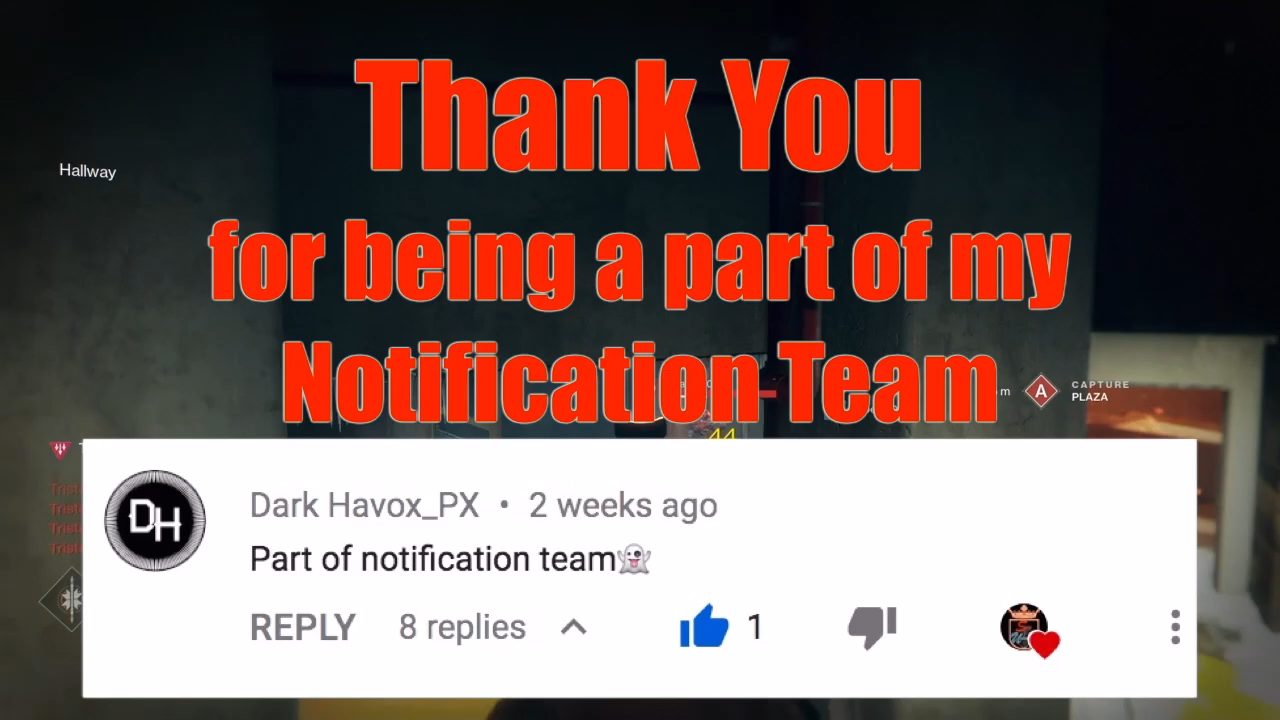 Thank You
for being a part of my
Notification Team
Hallway
m A CAPTURE
PLAZA
44
DH
Dark Havox_PX • 2 weeks ago
Part of notification team👻
REPLY 8 replies 1